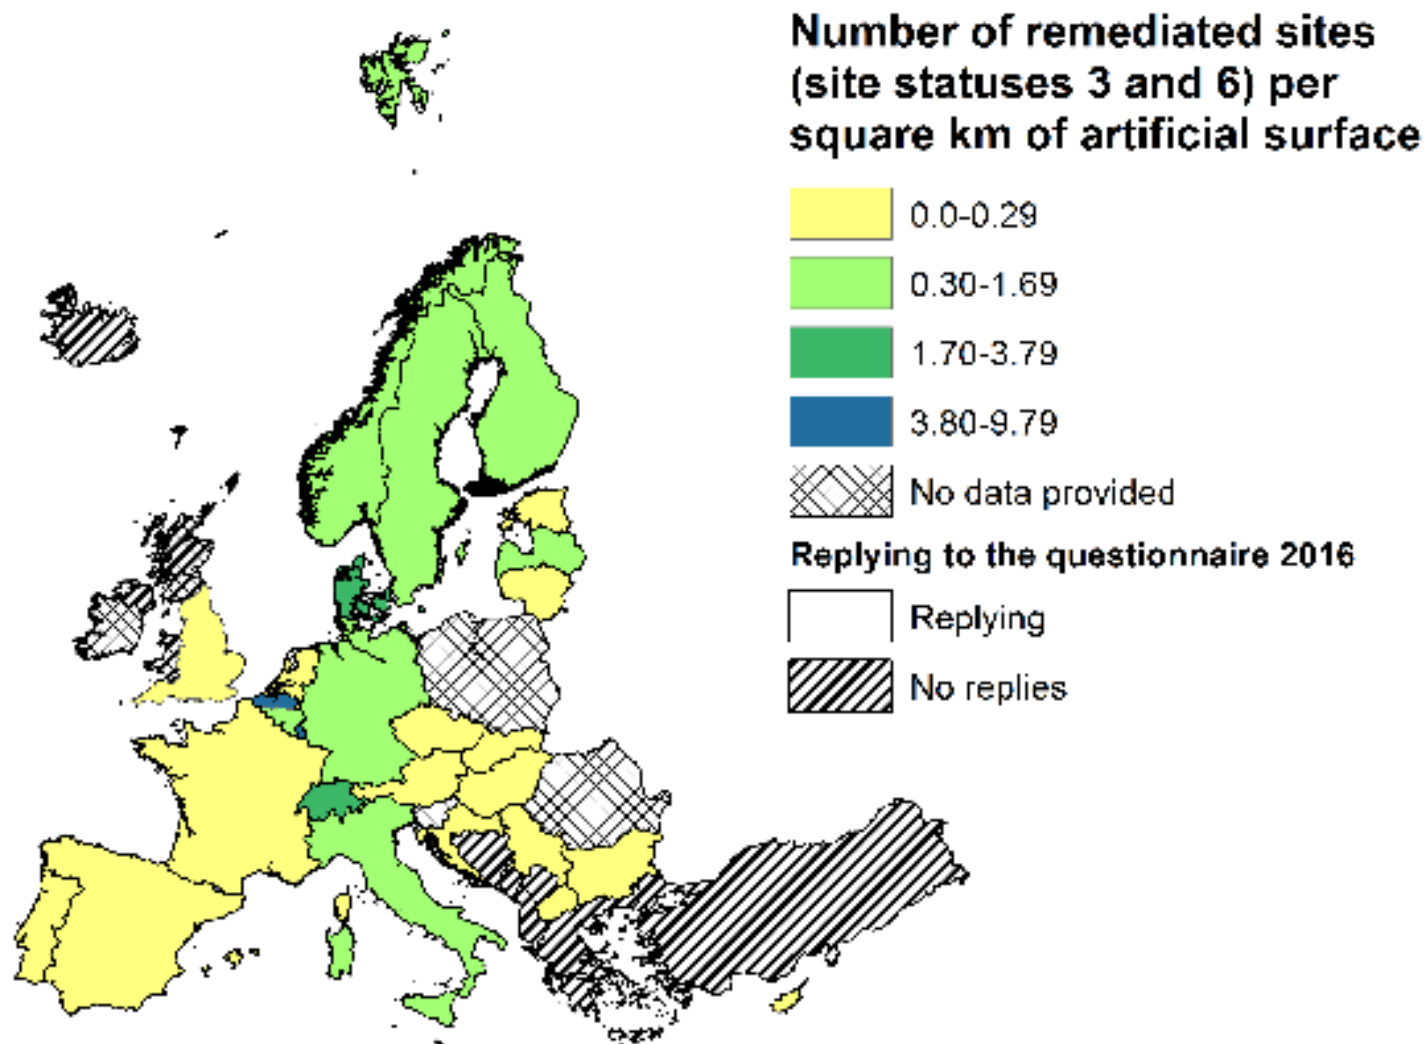 Number of remediated sites
(site statuses 3 and 6) per
square km of artificial surface
0.0-0.29
0.30-1.69
1.70-3.79
3.80-9.79
No data provided
Replying to the questionnaire 2016
Replying
No replies